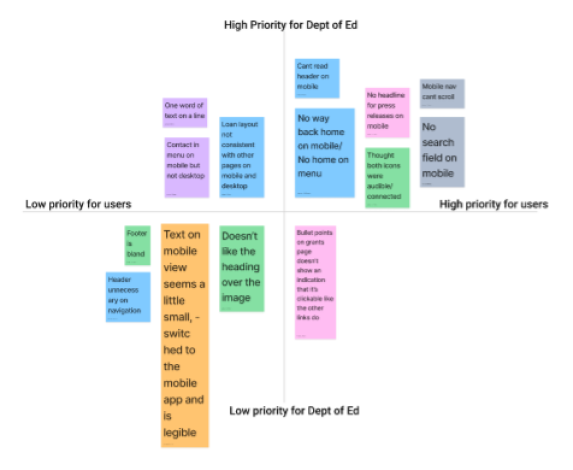 High Priority for Dept of Ed
Cant read
header on
mobile
Mobile nav
cant scroll
No headline
for press
releases on
mobile
One word of
text on a line
No way
back home
on mobile/
No home on
menu
Loan layout
not
consistent
with other
pages on
mobile and
desktop
No
search
field on
mobile
Contact in
menu on
mobile but
not desktop
Thought
both icons
were
audible/
connected
Low priority for users
High priority for users
Footer
is
bland
Text on
mobile
view
seems a
little
small, -
switc
hed to
the
mobile
app and
is
legible
Doesn't
like the
heading
over the
image
Bullet points
on grants
page
doesn't
show an
indication
that it's
clickable like
the other
links do
Header
unnecess
ary on
navigation
Low priority for Dept of Ed